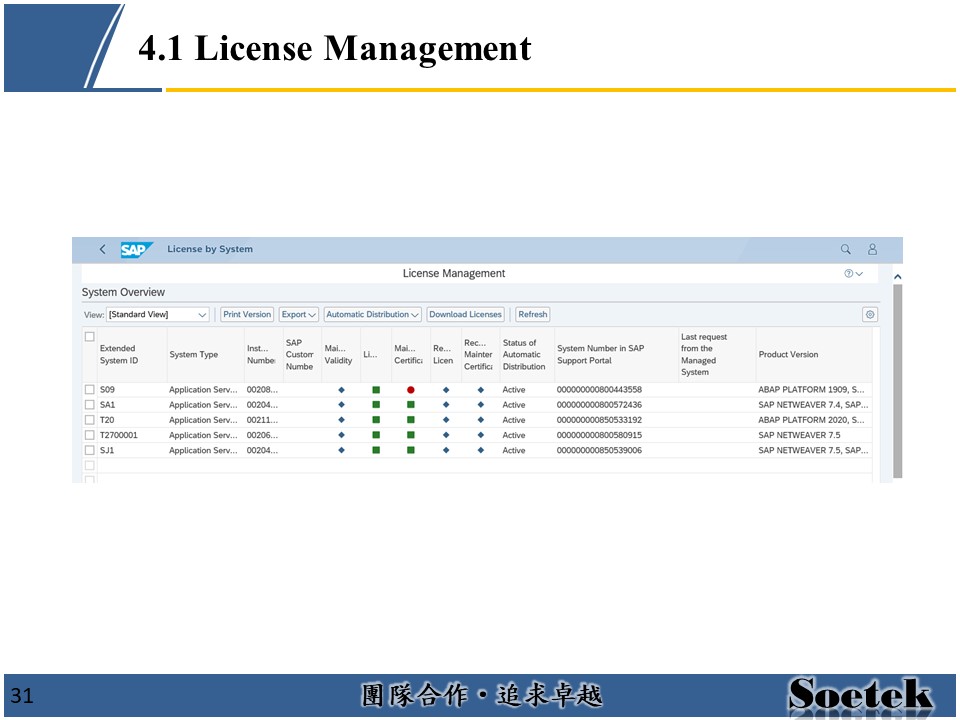 4.1 License Management
SAP License by System
License Management
System Overview
View: [Standard View] Print Version Export Automatic Distribution Download Licenses Refresh
Extended System ID System Type Inst... Number SAP Custom Numbe Mai... Validity Li... Mai... Certifica Re... Licen Rec... Mainter Certifica Status of Automatic Distribution System Number in SAP Support Portal Last request from the Managed System Product Version
S09 Application Serv... 00208... Active 000000000800443558 ABAP PLATFORM 1909, S...
SA1 Application Serv... 00204... Active 000000000800572436 SAP NETWEAVER 7.4, SAP...
T20 Application Serv... 00211... Active 000000000850533192 ABAP PLATFORM 2020, S...
T2700001 Application Serv... 00206... Active 000000000800580915 SAP NETWEAVER 7.5
SJ1 Application Serv... 00204... Active 000000000850539006 SAP NETWEAVER 7.5, SAP...
31 團隊合作・追求卓越 Soetek